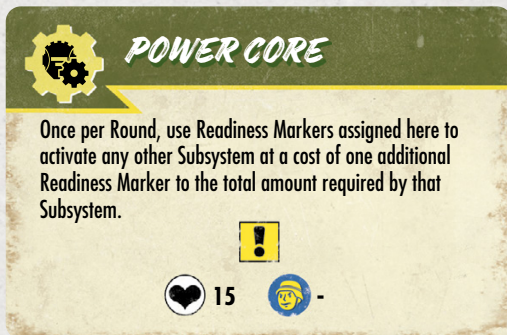 POWER CORE
Once per Round, use Readiness Markers assigned here to
activate any other Subsystem at a cost of one additional
Readiness Marker to the total amount required by that
Subsystem.
!
15 -